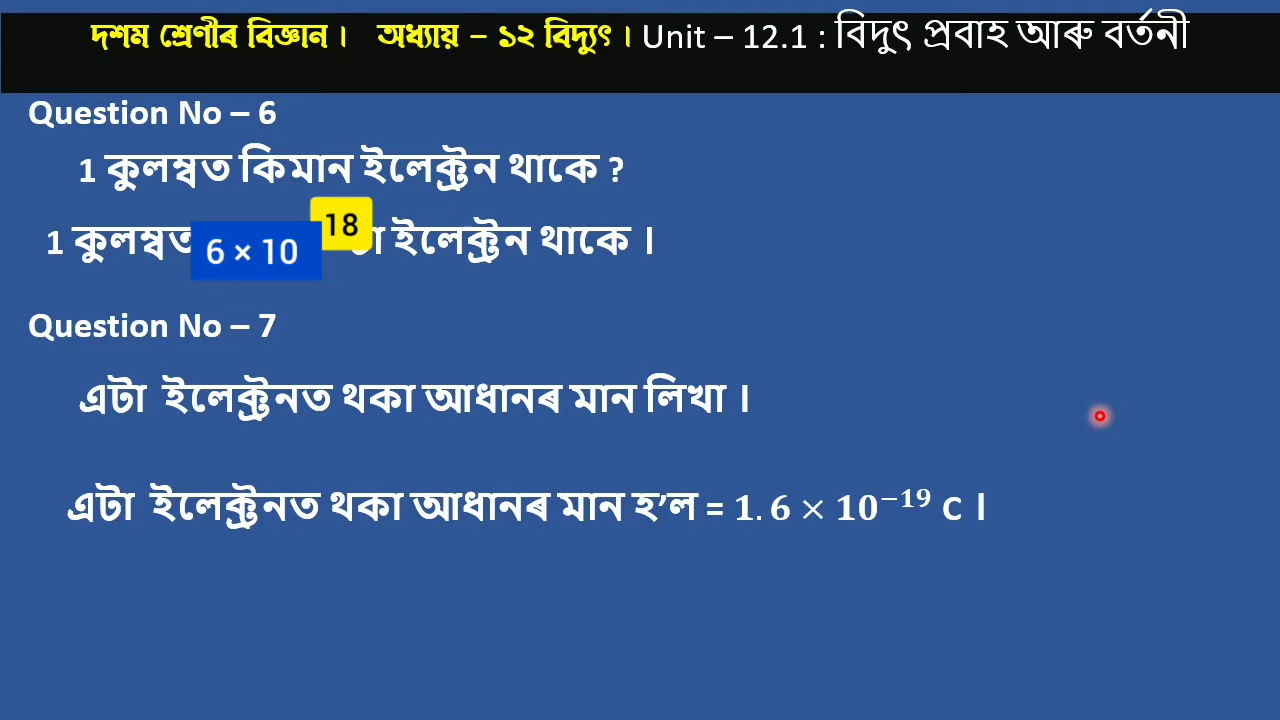 দশম শ্ৰেণীৰ বিজ্ঞান । অধ্যায় – ১২ বিদ্যুৎ । Unit – 12.1 : বিদুৎ প্ৰবাহ আৰু বৰ্তনী
Question No – 6
1 কুলম্বত কিমান ইলেক্ট্ৰন থাকে ?
1 কুলম্বত 6 × 10 18 টা ইলেক্ট্ৰন থাকে ।
Question No – 7
এটা ইলেক্ট্ৰনত থকা আধানৰ মান লিখা ।
এটা ইলেক্ট্ৰনত থকা আধানৰ মান হ’ল = 1.6 × 10⁻¹⁹ C ।